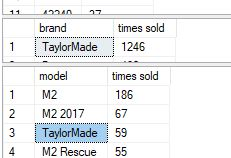 brand times sold
1 TaylorMade 1246
model times sold
1 M2 186
2 M2 2017 67
3 TaylorMade 59
4 M2 Rescue 55